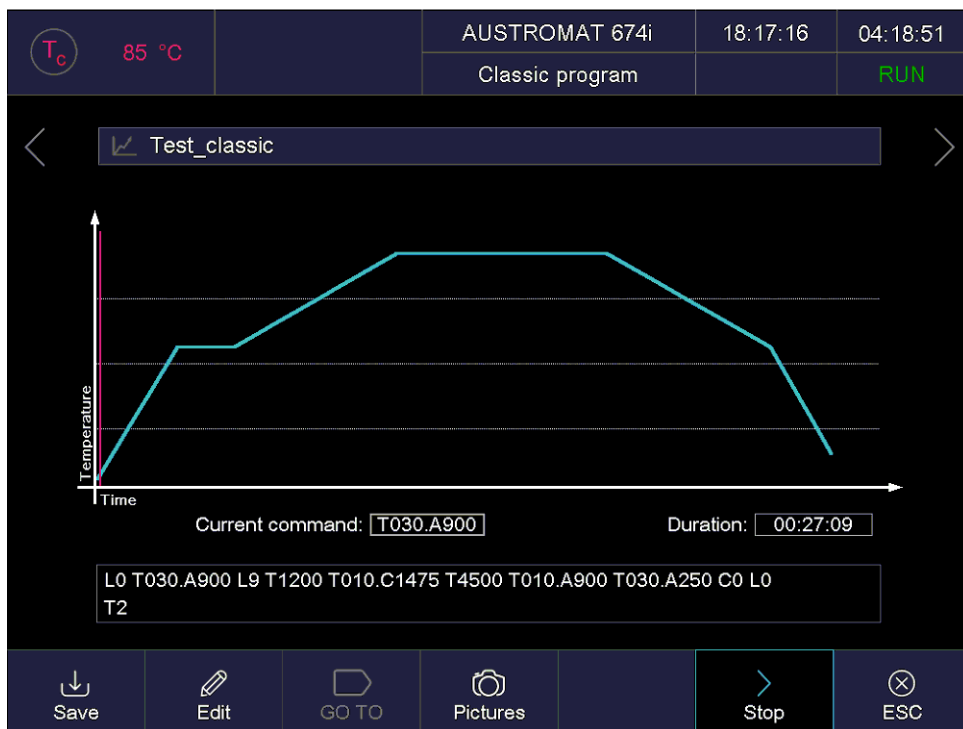 Tc
85 °C
AUSTROMAT 674i
18:17:16
04:18:51
Classic program
RUN
Test_classic
Temperature
Time
Current command: T030.A900
Duration: 00:27:09
L0 T030.A900 L9 T1200 T010.C1475 T4500 T010.A900 T030.A250 C0 L0
T2
Save
Edit
GO TO
Pictures
Stop
ESC